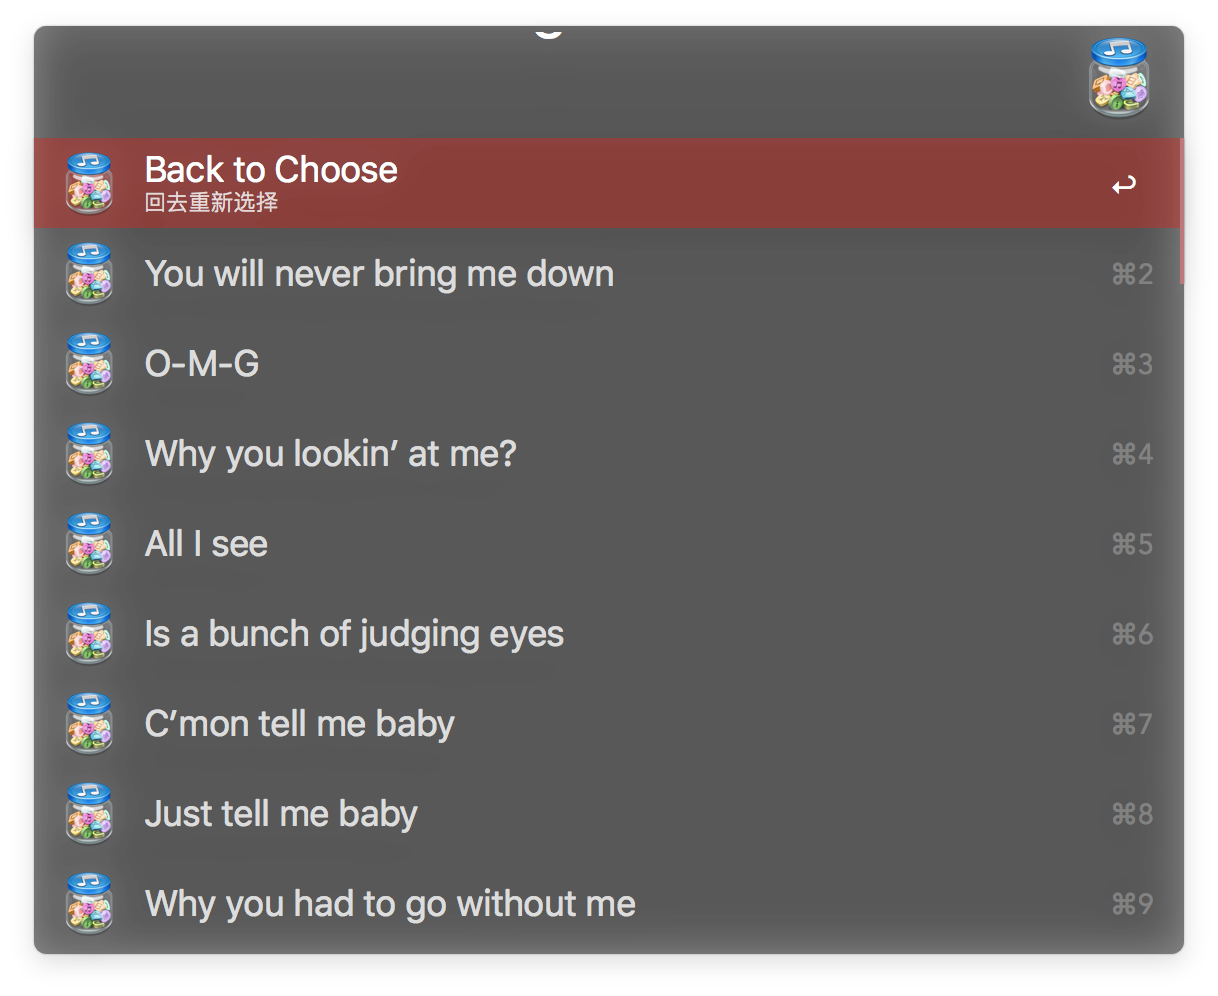 Back to Choose
↩
回去重新选择
You will never bring me down
⌘2
O-M-G
⌘3
Why you lookin’ at me?
⌘4
All I see
⌘5
Is a bunch of judging eyes
⌘6
C’mon tell me baby
⌘7
Just tell me baby
⌘8
Why you had to go without me
⌘9